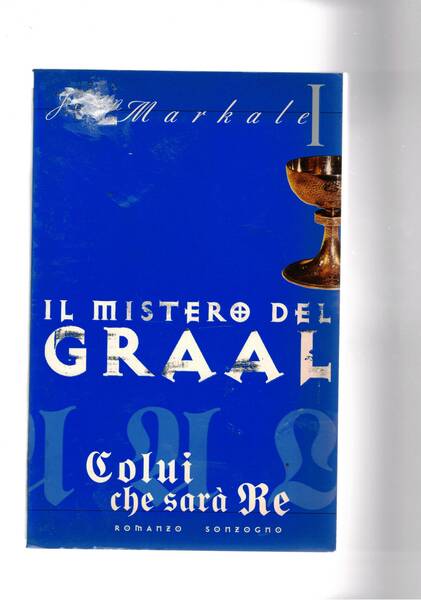 Markale I
IL MISTERO DEL
GRAAL
Colui
che sarà Re
ROMANZO SONZOGNO